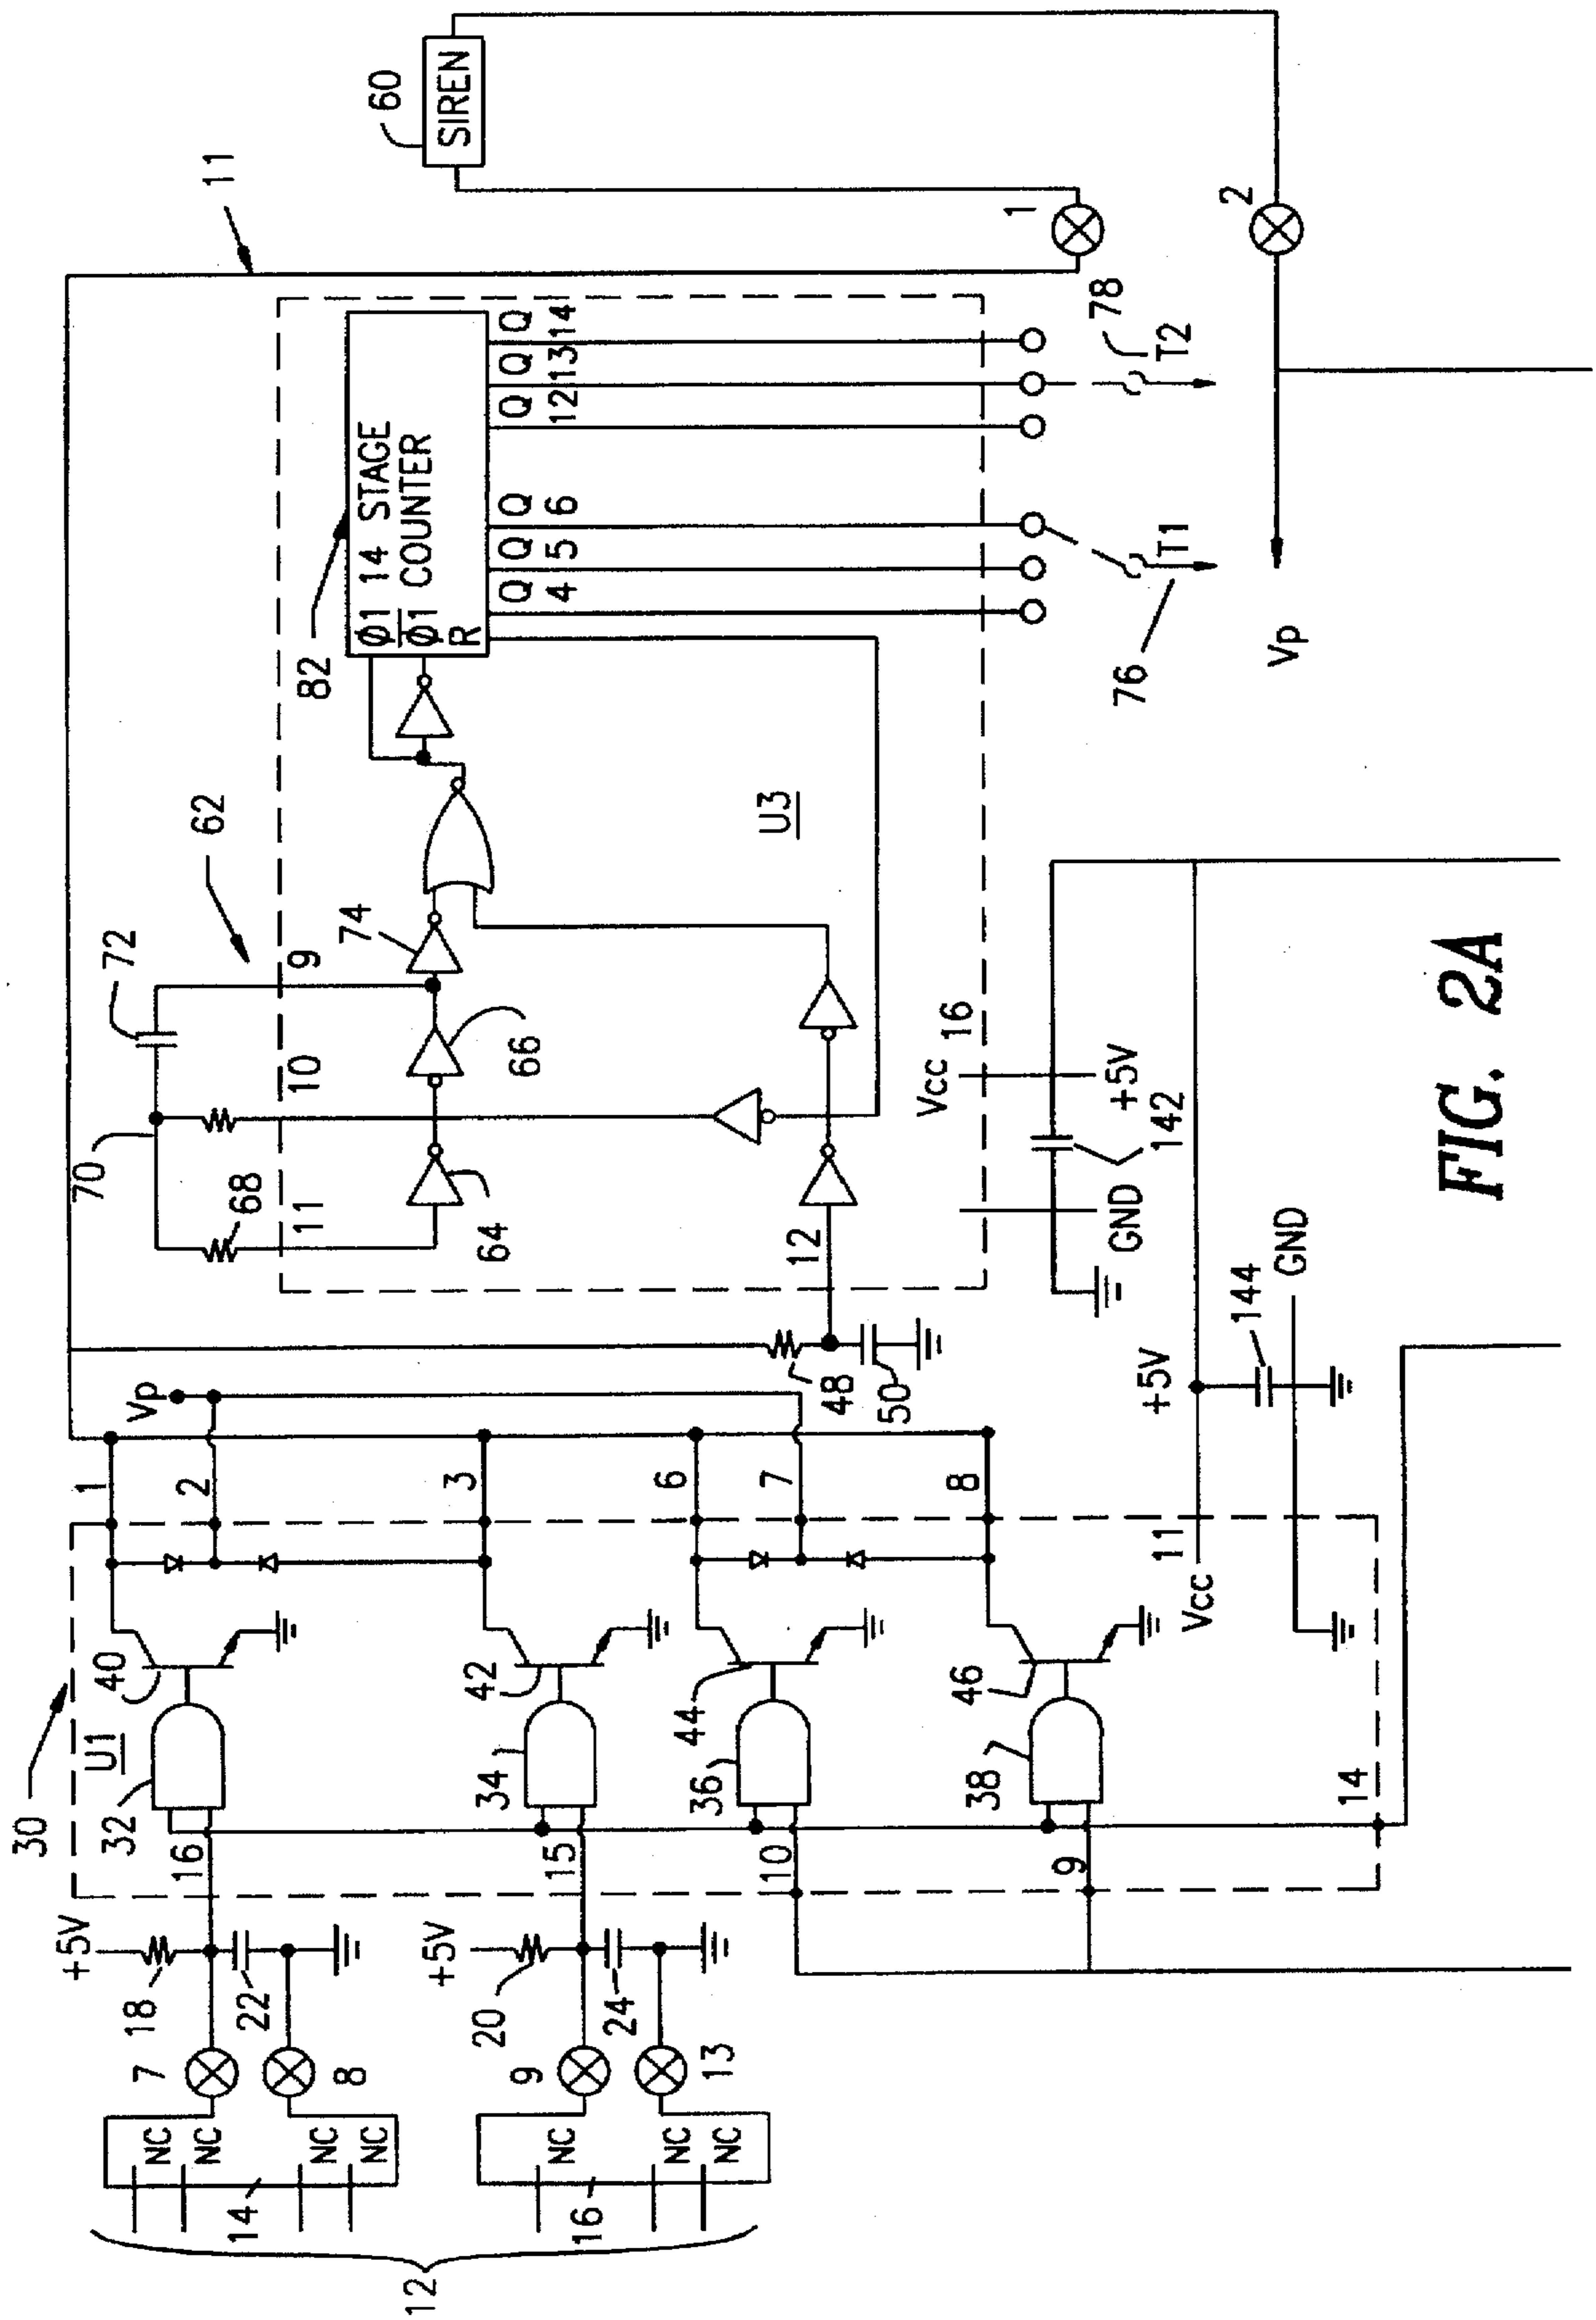 12
14
NC
NC
NC
NC
16
NC
NC
NC
7
8
9
13
+5V
18
22
+5V
20
24
30
U1
32
16
40
34
15
42
36
10
44
38
9
46
14
1
2
3
6
7
8
Vp
Vcc
11
+5V
144
GND
48
50
12
62
70
68
72
11
10
9
64
66
74
U3
82
Φ1 14 STAGE
Φ1 COUNTER
R
Q 4
Q 5
Q 6
Q 12
Q 13
Q 14
Vcc
16
GND
142
+5V
76
T1
78
T2
Vp
11
60
SIREN
1
2
FIG. 2A